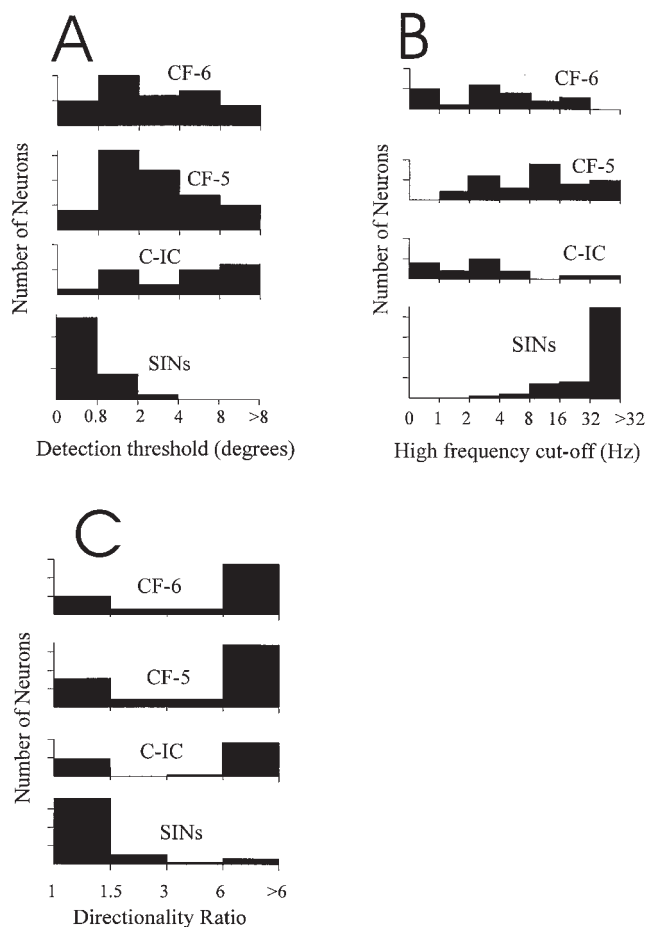 A
CF-6
CF-5
C-IC
SINs
Number of Neurons
0 0.8 2 4 8 >8
Detection threshold (degrees)
B
CF-6
CF-5
C-IC
SINs
Number of Neurons
0 1 2 4 8 16 32 >32
High frequency cut-off (Hz)
C
CF-6
CF-5
C-IC
SINs
Number of Neurons
1 1.5 3 6 >6
Directionality Ratio